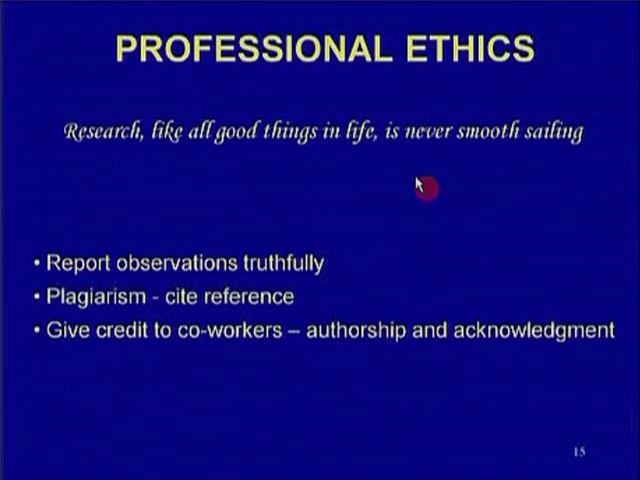 PROFESSIONAL ETHICS
Research, like all good things in life, is never smooth sailing
• Report observations truthfully
• Plagiarism - cite reference
• Give credit to co-workers – authorship and acknowledgment
15